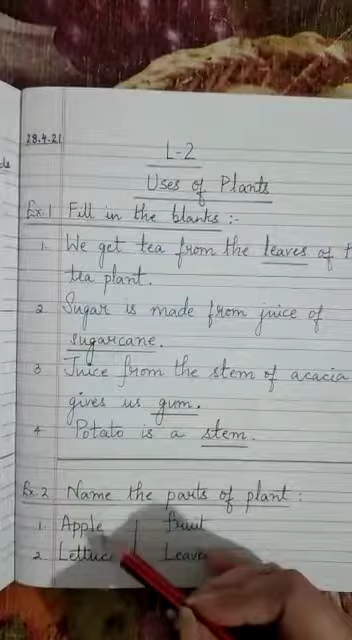 28.4.21
L-2
Uses of Plants
Ex.1 Fill in the blanks :-
1. We get tea from the leaves of
tea plant.
2. Sugar is made from juice of
sugarcane.
3 Juice from the stem of acacia
gives us gum.
4 Potato is a stem.
Ex.2 Name the parts of plant :
1. Apple fruit
2. Lettuce Leaves